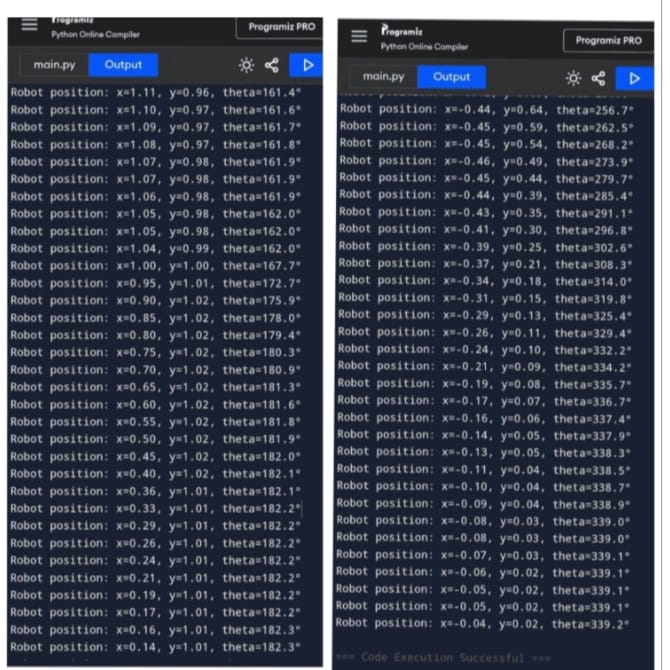 Programiz
Python Online Compiler
Programiz PRO
main.py
Output
Robot position: x=1.11, y=0.96, theta=161.4°
Robot position: x=1.10, y=0.97, theta=161.6°
Robot position: x=1.09, y=0.97, theta=161.7°
Robot position: x=1.08, y=0.97, theta=161.8°
Robot position: x=1.07, y=0.98, theta=161.9°
Robot position: x=1.07, y=0.98, theta=161.9°
Robot position: x=1.06, y=0.98, theta=161.9°
Robot position: x=1.05, y=0.98, theta=162.0°
Robot position: x=1.05, y=0.98, theta=162.0°
Robot position: x=1.04, y=0.99, theta=162.0°
Robot position: x=1.00, y=1.00, theta=167.7°
Robot position: x=0.95, y=1.01, theta=172.7°
Robot position: x=0.90, y=1.02, theta=175.9°
Robot position: x=0.85, y=1.02, theta=178.0°
Robot position: x=0.80, y=1.02, theta=179.4°
Robot position: x=0.75, y=1.02, theta=180.3°
Robot position: x=0.70, y=1.02, theta=180.9°
Robot position: x=0.65, y=1.02, theta=181.3°
Robot position: x=0.60, y=1.02, theta=181.6°
Robot position: x=0.55, y=1.02, theta=181.8°
Robot position: x=0.50, y=1.02, theta=181.9°
Robot position: x=0.45, y=1.02, theta=182.0°
Robot position: x=0.40, y=1.02, theta=182.1°
Robot position: x=0.36, y=1.01, theta=182.1°
Robot position: x=0.33, y=1.01, theta=182.2°
Robot position: x=0.29, y=1.01, theta=182.2°
Robot position: x=0.26, y=1.01, theta=182.2°
Robot position: x=0.24, y=1.01, theta=182.2°
Robot position: x=0.21, y=1.01, theta=182.2°
Robot position: x=0.19, y=1.01, theta=182.2°
Robot position: x=0.17, y=1.01, theta=182.2°
Robot position: x=0.16, y=1.01, theta=182.3°
Robot position: x=0.14, y=1.01, theta=182.3°
Programiz
Python Online Compiler
Programiz PRO
main.py
Output
Robot position: x=-0.44, y=0.64, theta=256.7°
Robot position: x=-0.45, y=0.59, theta=262.5°
Robot position: x=-0.45, y=0.54, theta=268.2°
Robot position: x=-0.46, y=0.49, theta=273.9°
Robot position: x=-0.45, y=0.44, theta=279.7°
Robot position: x=-0.44, y=0.39, theta=285.4°
Robot position: x=-0.43, y=0.35, theta=291.1°
Robot position: x=-0.41, y=0.30, theta=296.8°
Robot position: x=-0.39, y=0.25, theta=302.6°
Robot position: x=-0.37, y=0.21, theta=308.3°
Robot position: x=-0.34, y=0.18, theta=314.0°
Robot position: x=-0.31, y=0.15, theta=319.8°
Robot position: x=-0.29, y=0.13, theta=325.4°
Robot position: x=-0.26, y=0.11, theta=329.4°
Robot position: x=-0.24, y=0.10, theta=332.2°
Robot position: x=-0.21, y=0.09, theta=334.2°
Robot position: x=-0.19, y=0.08, theta=335.7°
Robot position: x=-0.17, y=0.07, theta=336.7°
Robot position: x=-0.16, y=0.06, theta=337.4°
Robot position: x=-0.14, y=0.05, theta=337.9°
Robot position: x=-0.13, y=0.05, theta=338.3°
Robot position: x=-0.11, y=0.04, theta=338.5°
Robot position: x=-0.10, y=0.04, theta=338.7°
Robot position: x=-0.09, y=0.04, theta=338.9°
Robot position: x=-0.08, y=0.03, theta=339.0°
Robot position: x=-0.08, y=0.03, theta=339.0°
Robot position: x=-0.07, y=0.03, theta=339.1°
Robot position: x=-0.06, y=0.02, theta=339.1°
Robot position: x=-0.05, y=0.02, theta=339.1°
Robot position: x=-0.05, y=0.02, theta=339.1°
Robot position: x=-0.04, y=0.02, theta=339.2°
=== Code Execution Successful ===